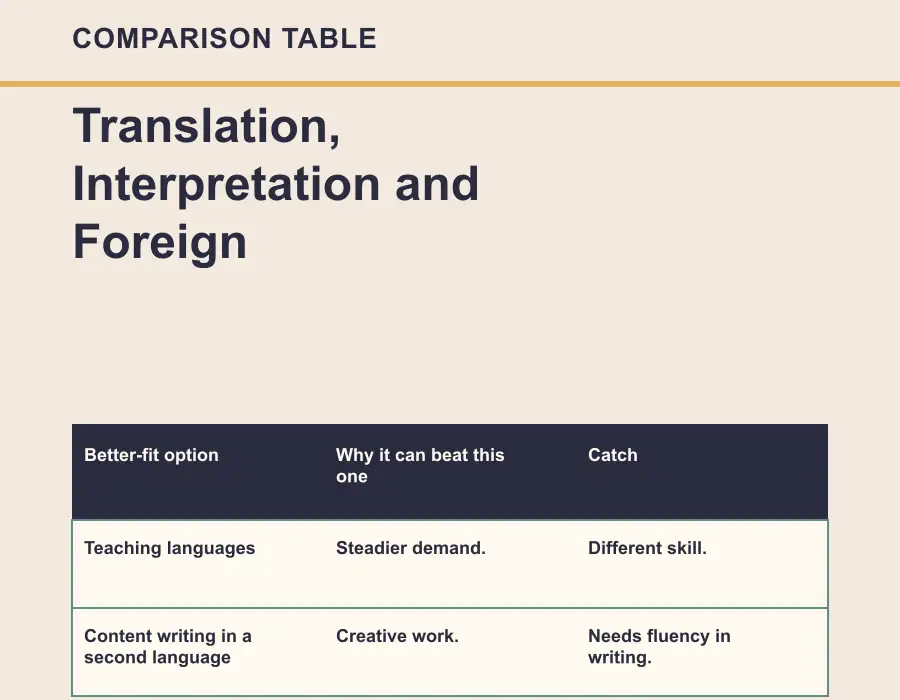 COMPARISON TABLE
Translation,
Interpretation and
Foreign
Better-fit option
Why it can beat this
one
Catch
Teaching languages
Steadier demand.
Different skill.
Content writing in a
second language
Creative work.
Needs fluency in
writing.